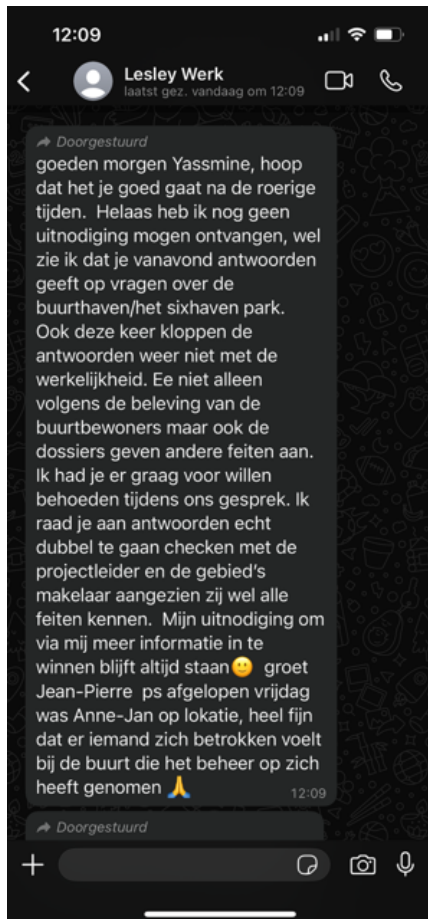 12:09
Lesley Werk
laatst gez. vandaag om 12:09
Doorgestuurd
goeden morgen Yassmine, hoop
dat het je goed gaat na de roerige
tijden.  Helaas heb ik nog geen
uitnodiging mogen ontvangen, wel
zie ik dat je vanavond antwoorden
geeft op vragen over de
buurthaven/het sixhaven park.
Ook deze keer kloppen de
antwoorden weer niet met de
werkelijkheid. Ee niet alleen
volgens de beleving van de
buurtbewoners maar ook de
dossiers geven andere feiten aan.
Ik had je er graag voor willen
behoeden tijdens ons gesprek. Ik
raad je aan antwoorden echt
dubbel te gaan checken met de
projectleider en de gebied's
makelaar aangezien zij wel alle
feiten kennen.  Mijn uitnodiging om
via mij meer informatie in te
winnen blijft altijd staan🙂  groet
Jean-Pierre  ps afgelopen vrijdag
was Anne-Jan op lokatie, heel fijn
dat er iemand zich betrokken voelt
bij de buurt die het beheer op zich
heeft genomen 🙏
12:09
Doorgestuurd